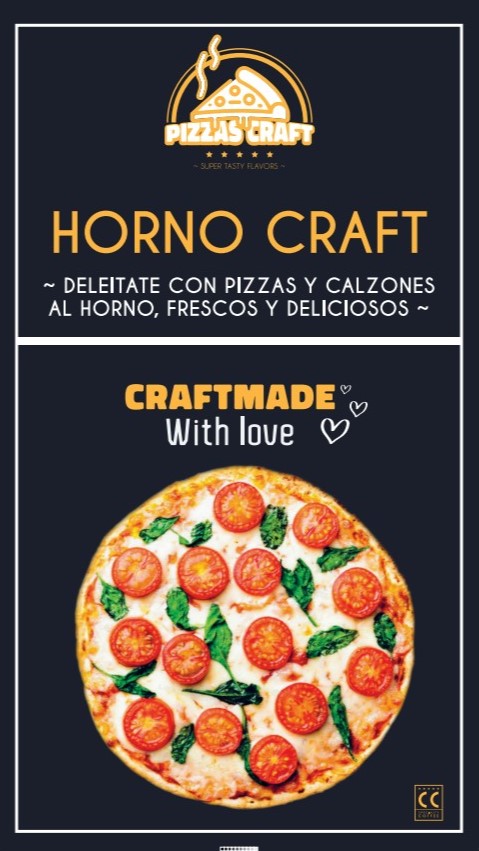 PIZZAS CRAFT
~ SUPER TASTY FLAVORS ~
HORNO CRAFT
~ DELEITATE CON PIZZAS Y CALZONES
AL HORNO, FRESCOS Y DELICIOSOS ~
CRAFTMADE
With love
CC